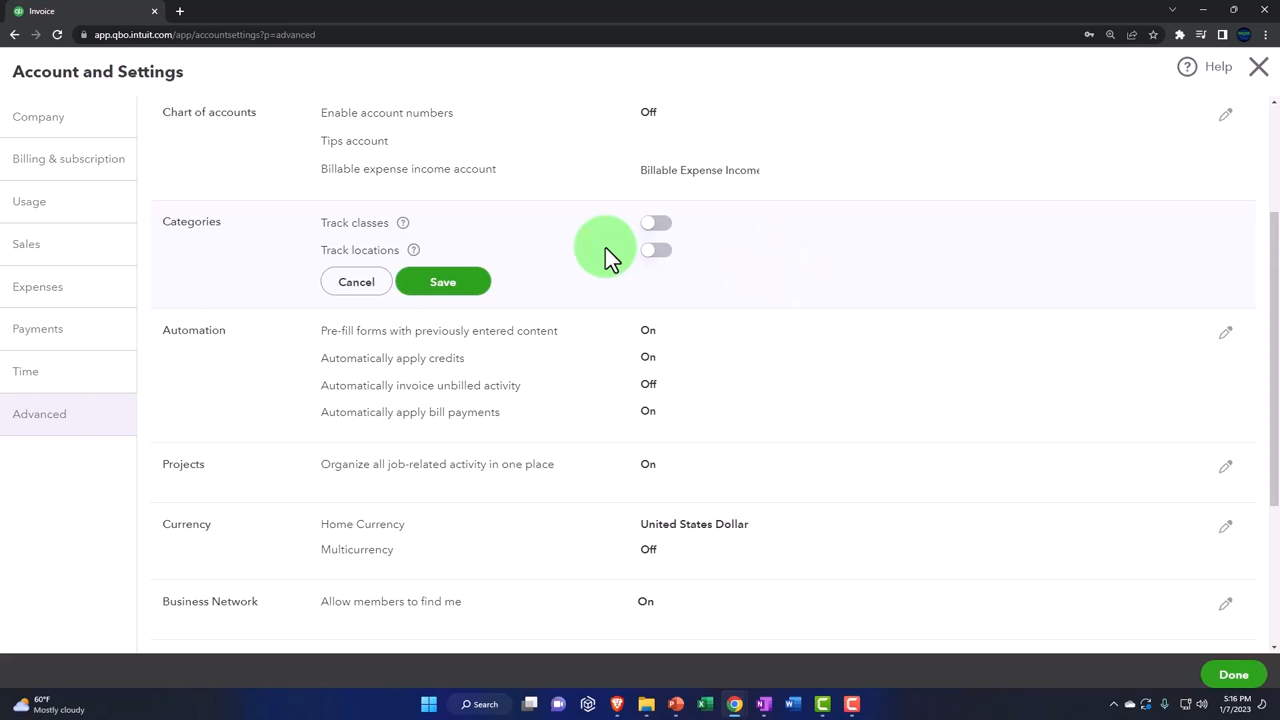 Invoice
app.qbo.intuit.com/app/accountsettings?p=advanced
Account and Settings
Help
Company
Billing & subscription
Usage
Sales
Expenses
Payments
Time
Advanced
Chart of accounts
Enable account numbers
Off
Tips account
Billable expense income account
Billable Expense Income
Categories
Track classes
Track locations
Cancel
Save
Automation
Pre-fill forms with previously entered content
On
Automatically apply credits
On
Automatically invoice unbilled activity
Off
Automatically apply bill payments
On
Projects
Organize all job-related activity in one place
On
Currency
Home Currency
United States Dollar
Multicurrency
Off
Business Network
Allow members to find me
On
Done
60°F
Mostly cloudy
Search
5:16 PM
1/7/2023